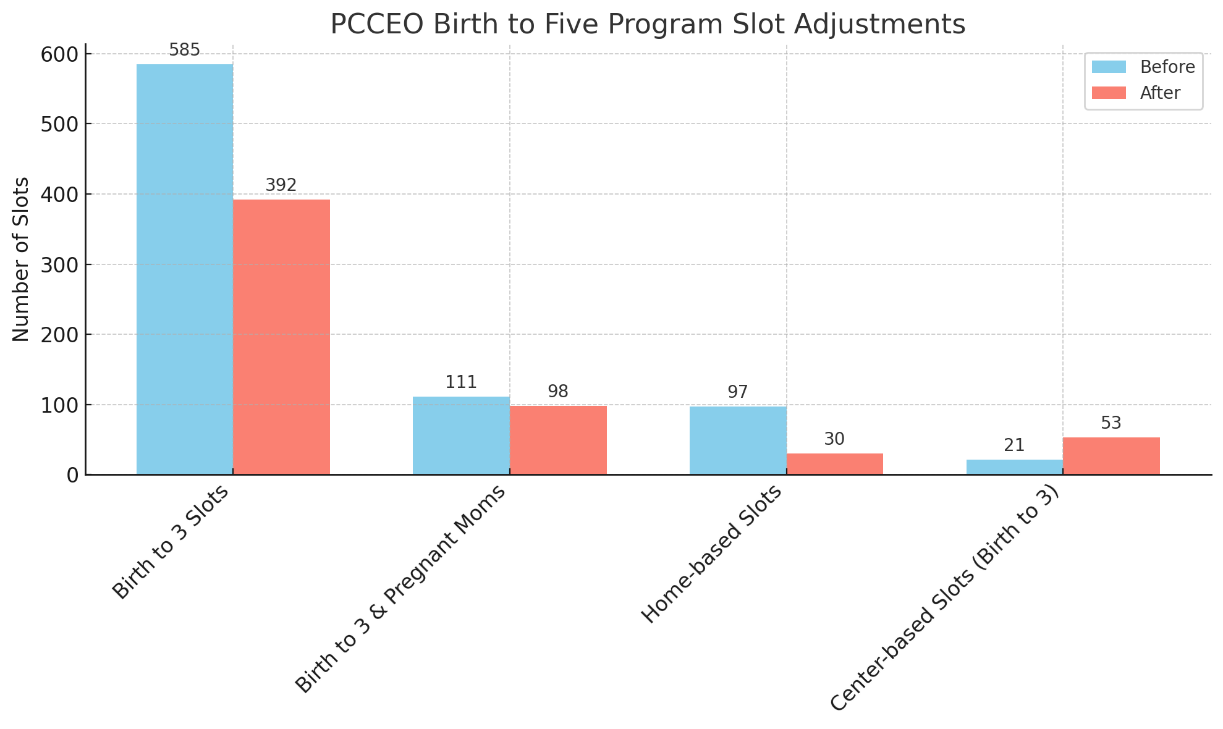 PCCEO Birth to Five Program Slot Adjustments
Number of Slots
600
500
400
300
200
100
0
585
392
111
98
97
30
21
53
Before
After
Birth to 3 Slots
Birth to 3 & Pregnant Moms
Home-based Slots
Center-based Slots (Birth to 3)